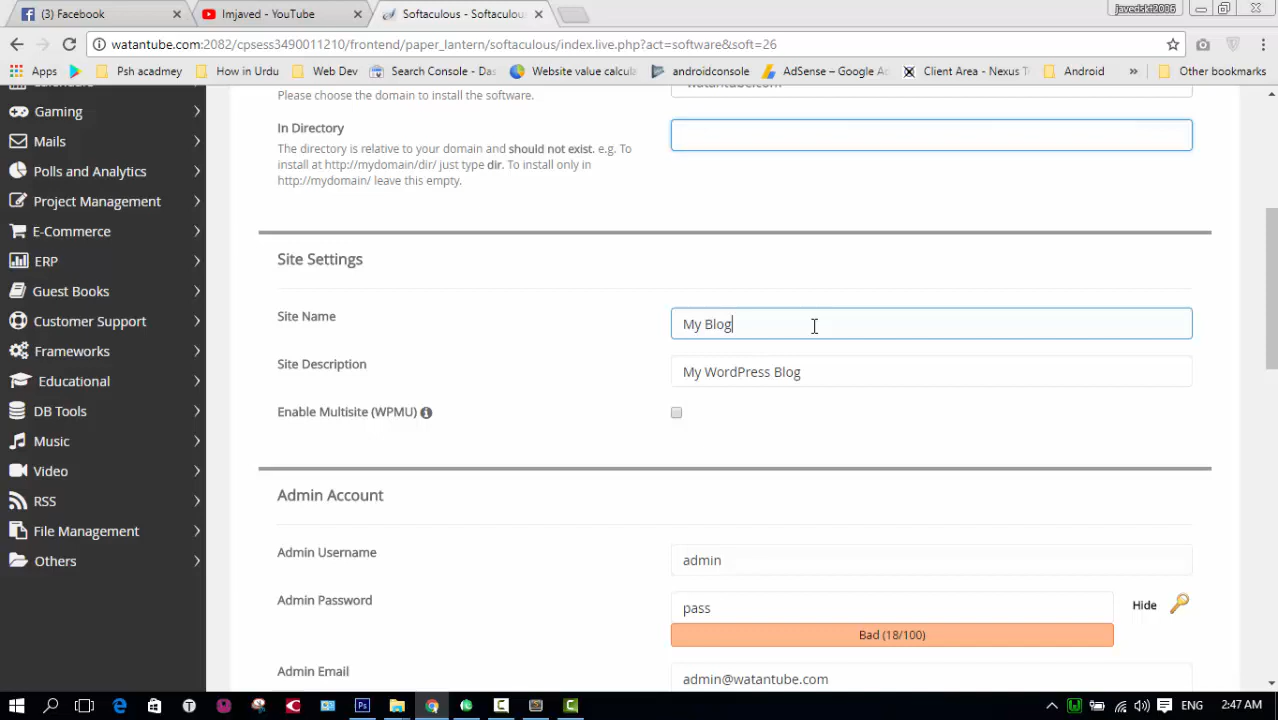 (3) Facebook
Imjaved - YouTube
Softaculous - Softaculou
javedskf2006
watantube.com:2082/cpsess3490011210/frontend/paper_lantern/softaculous/index.live.php?act=software&soft=26
Apps
Psh acadmey
How in Urdu
Web Dev
Search Console - Das
Website value calcula
androidconsole
AdSense – Google Ad
Client Area - Nexus T
Android
»
Other bookmarks
Gaming
Mails
Polls and Analytics
Project Management
E-Commerce
ERP
Guest Books
Customer Support
Frameworks
Educational
DB Tools
Music
Video
RSS
File Management
Others
Please choose the domain to install the software.
watantube.com
In Directory
The directory is relative to your domain and should not exist. e.g. To
install at http://mydomain/dir/ just type dir. To install only in
http://mydomain/ leave this empty.
Site Settings
Site Name
My Blog
Site Description
My WordPress Blog
Enable Multisite (WPMU)
Admin Account
Admin Username
admin
Admin Password
pass
Hide
Bad (18/100)
Admin Email
admin@watantube.com
ENG
2:47 AM